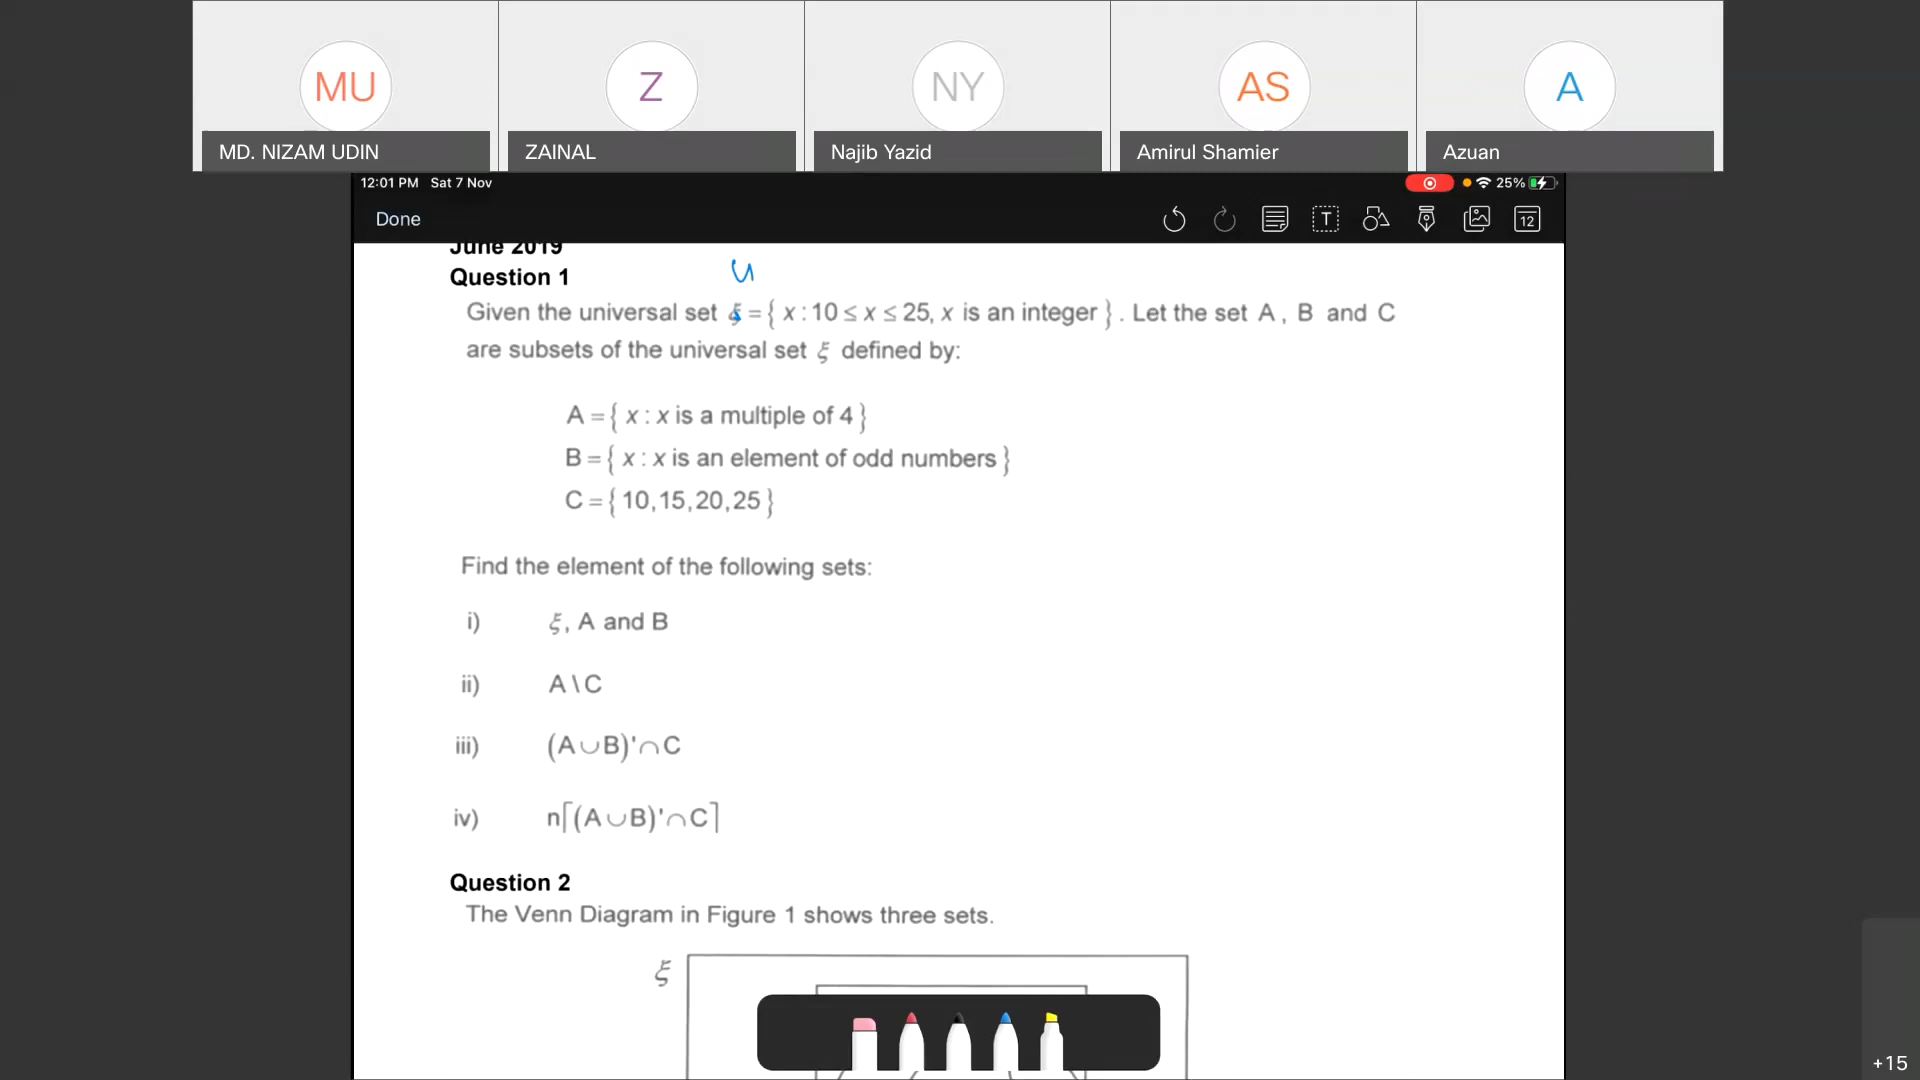 MU Z NY AS A
MD. NIZAM UDIN ZAINAL Najib Yazid Amirul Shamier Azuan
12:01 PM Sat 7 Nov 25%
Done T 12
June 2019
Question 1
u
Given the universal set ξ = { x : 10 ≤ x ≤ 25, x is an integer } . Let the set A , B and C
are subsets of the universal set ξ defined by:
A = { x : x is a multiple of 4 }
B = { x : x is an element of odd numbers }
C = { 10, 15, 20, 25 }
Find the element of the following sets:
i) ξ, A and B
ii) A \ C
iii) (A ∪ B)' ∩ C
iv) n[(A ∪ B)' ∩ C]
Question 2
The Venn Diagram in Figure 1 shows three sets.
ξ
+15